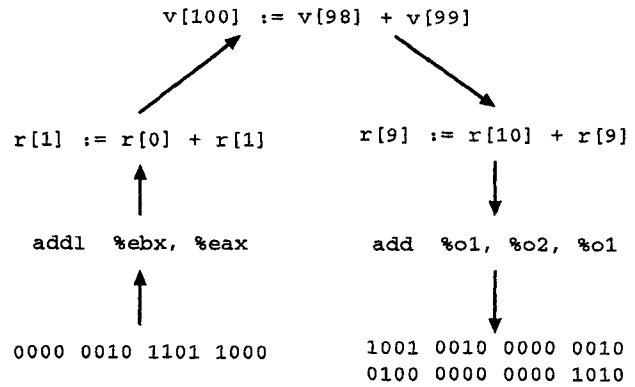 v[100] := v[98] + v[99]
r[1] := r[0] + r[1]
r[9] := r[10] + r[9]
addl %ebx, %eax
add %o1, %o2, %o1
0000 0010 1101 1000
1001 0010 0000 0010
0100 0000 0000 1010